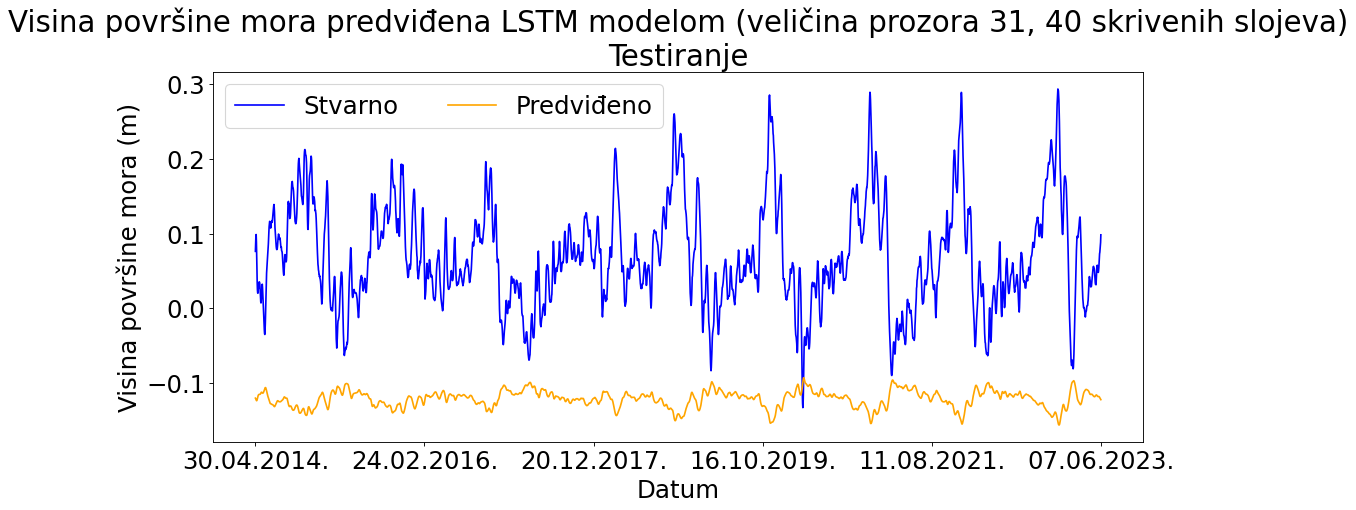 Visina površine mora predviđena LSTM modelom (veličina prozora 31, 40 skrivenih slojeva)
Testiranje
Stvarno
Predviđeno
Visina površine mora (m)
0.3
0.2
0.1
0.0
−0.1
30.04.2014.
24.02.2016.
20.12.2017.
16.10.2019.
11.08.2021.
07.06.2023.
Datum